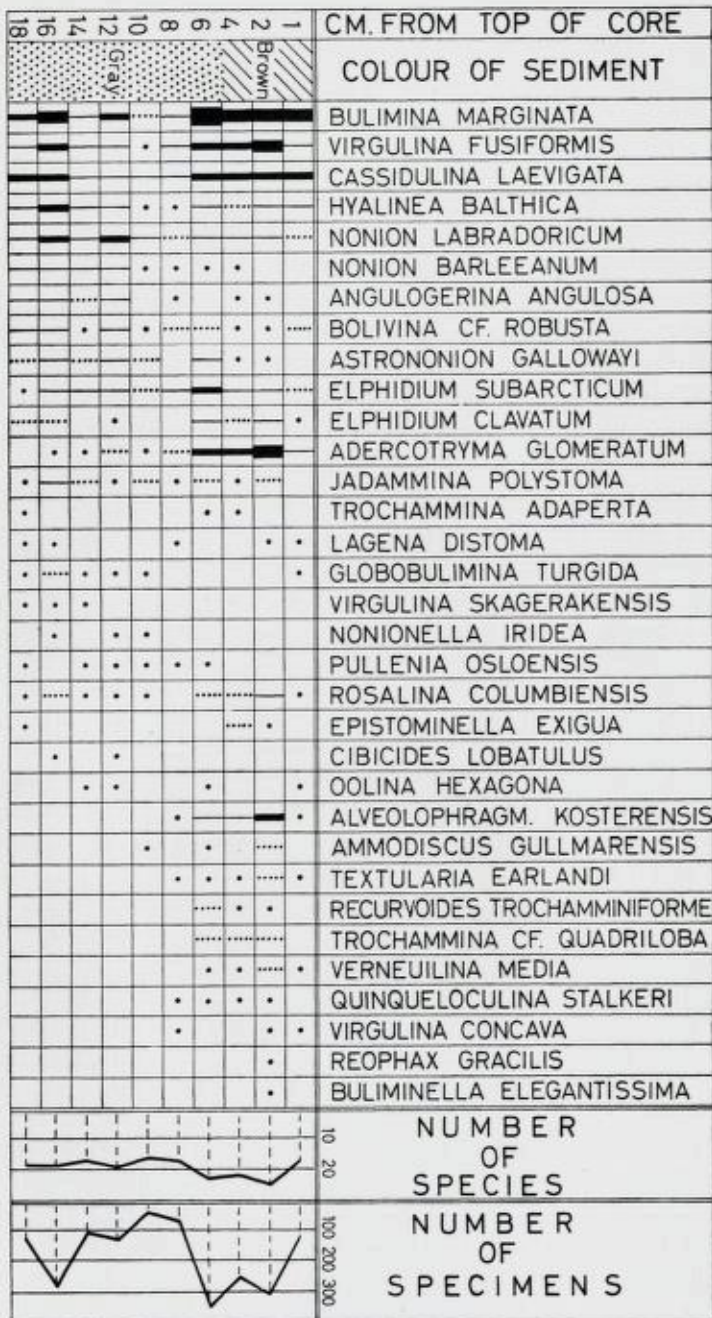 18 16 14 12 10 8 6 4 2 1 CM. FROM TOP OF CORE
Gray Brown COLOUR OF SEDIMENT
BULIMINA MARGINATA
VIRGULINA FUSIFORMIS
CASSIDULINA LAEVIGATA
HYALINEA BALTHICA
NONION LABRADORICUM
NONION BARLEEANUM
ANGULOGERINA ANGULOSA
BOLIVINA CF. ROBUSTA
ASTRONONION GALLOWAYI
ELPHIDIUM SUBARCTICUM
ELPHIDIUM CLAVATUM
ADERCOTRYMA GLOMERATUM
JADAMMINA POLYSTOMA
TROCHAMMINA ADAPERTA
LAGENA DISTOMA
GLOBOBULIMINA TURGIDA
VIRGULINA SKAGERAKENSIS
NONIONELLA IRIDEA
PULLENIA OSLOENSIS
ROSALINA COLUMBIENSIS
EPISTOMINELLA EXIGUA
CIBICIDES LOBATULUS
OOLINA HEXAGONA
ALVEOLOPHRAGM. KOSTERENSIS
AMMODISCUS GULLMARENSIS
TEXTULARIA EARLANDI
RECURVOIDES TROCHAMMINIFORME
TROCHAMMINA CF. QUADRILOBA
VERNEUILINA MEDIA
QUINQUELOCULINA STALKERI
VIRGULINA CONCAVA
REOPHAX GRACILIS
BULIMINELLA ELEGANTISSIMA
10
20
NUMBER
OF
SPECIES
100
200
300
NUMBER
OF
SPECIMENS